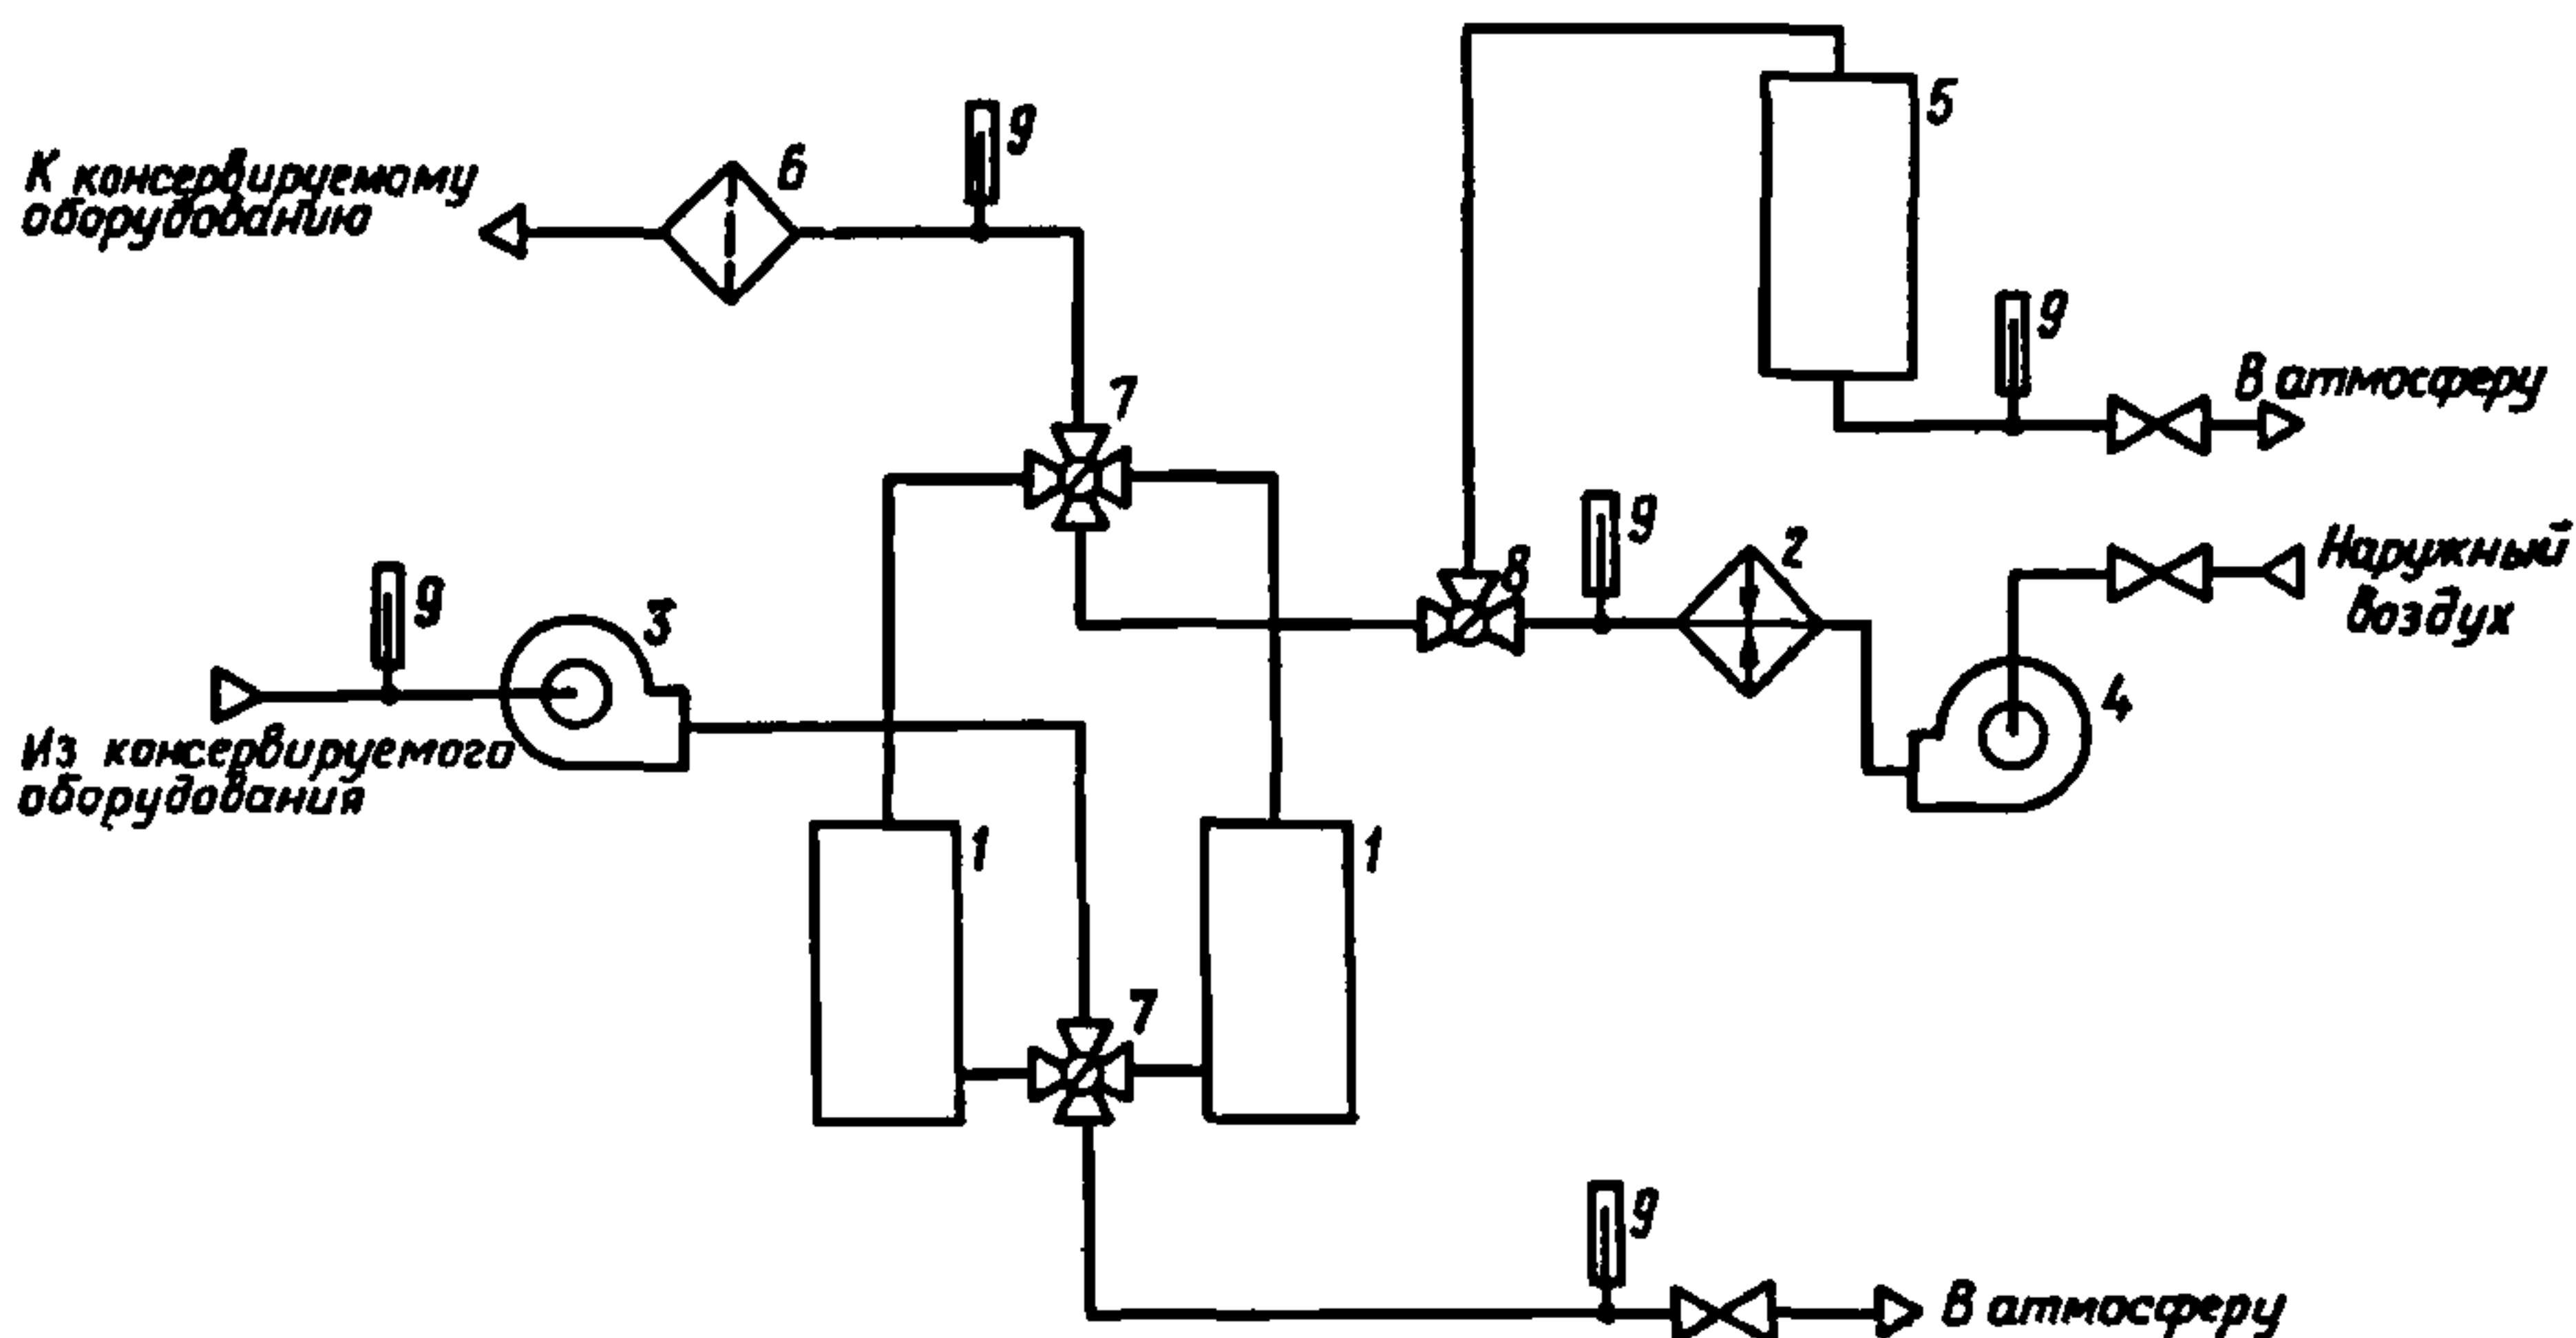 5
9
6
К консервируемому
оборудованию
9
В атмосферу
7
9
2
Наружный
воздух
8
9
3
4
Из консервируемого
оборудования
1
1
7
9
В атмосферу